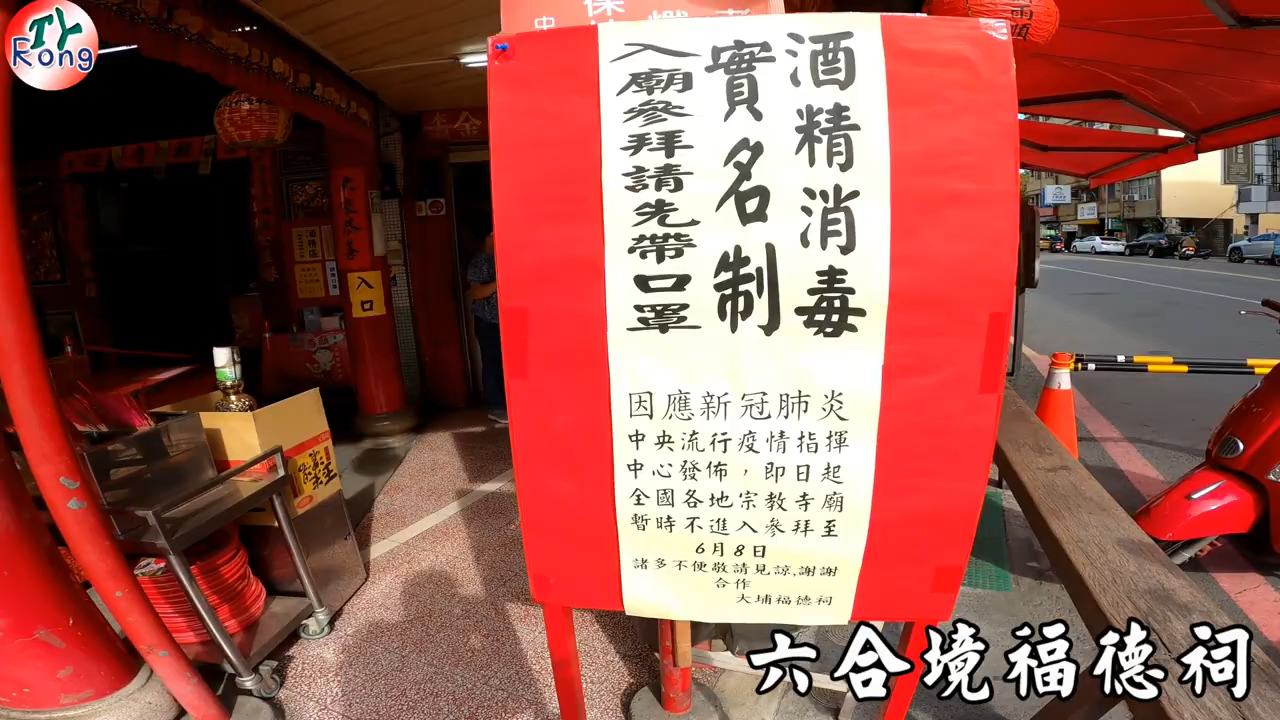 TY
Rong
酒精消毒
實名制
入廟參拜請先帶口罩
因應新冠肺炎
中央流行疫情指揮
中心發佈，即日起
全國各地宗教寺廟
暫時不進入參拜至
6月8日
諸多不便敬請見諒,謝謝
合作
大埔福德祠
入口
酒精區
六合境福德祠